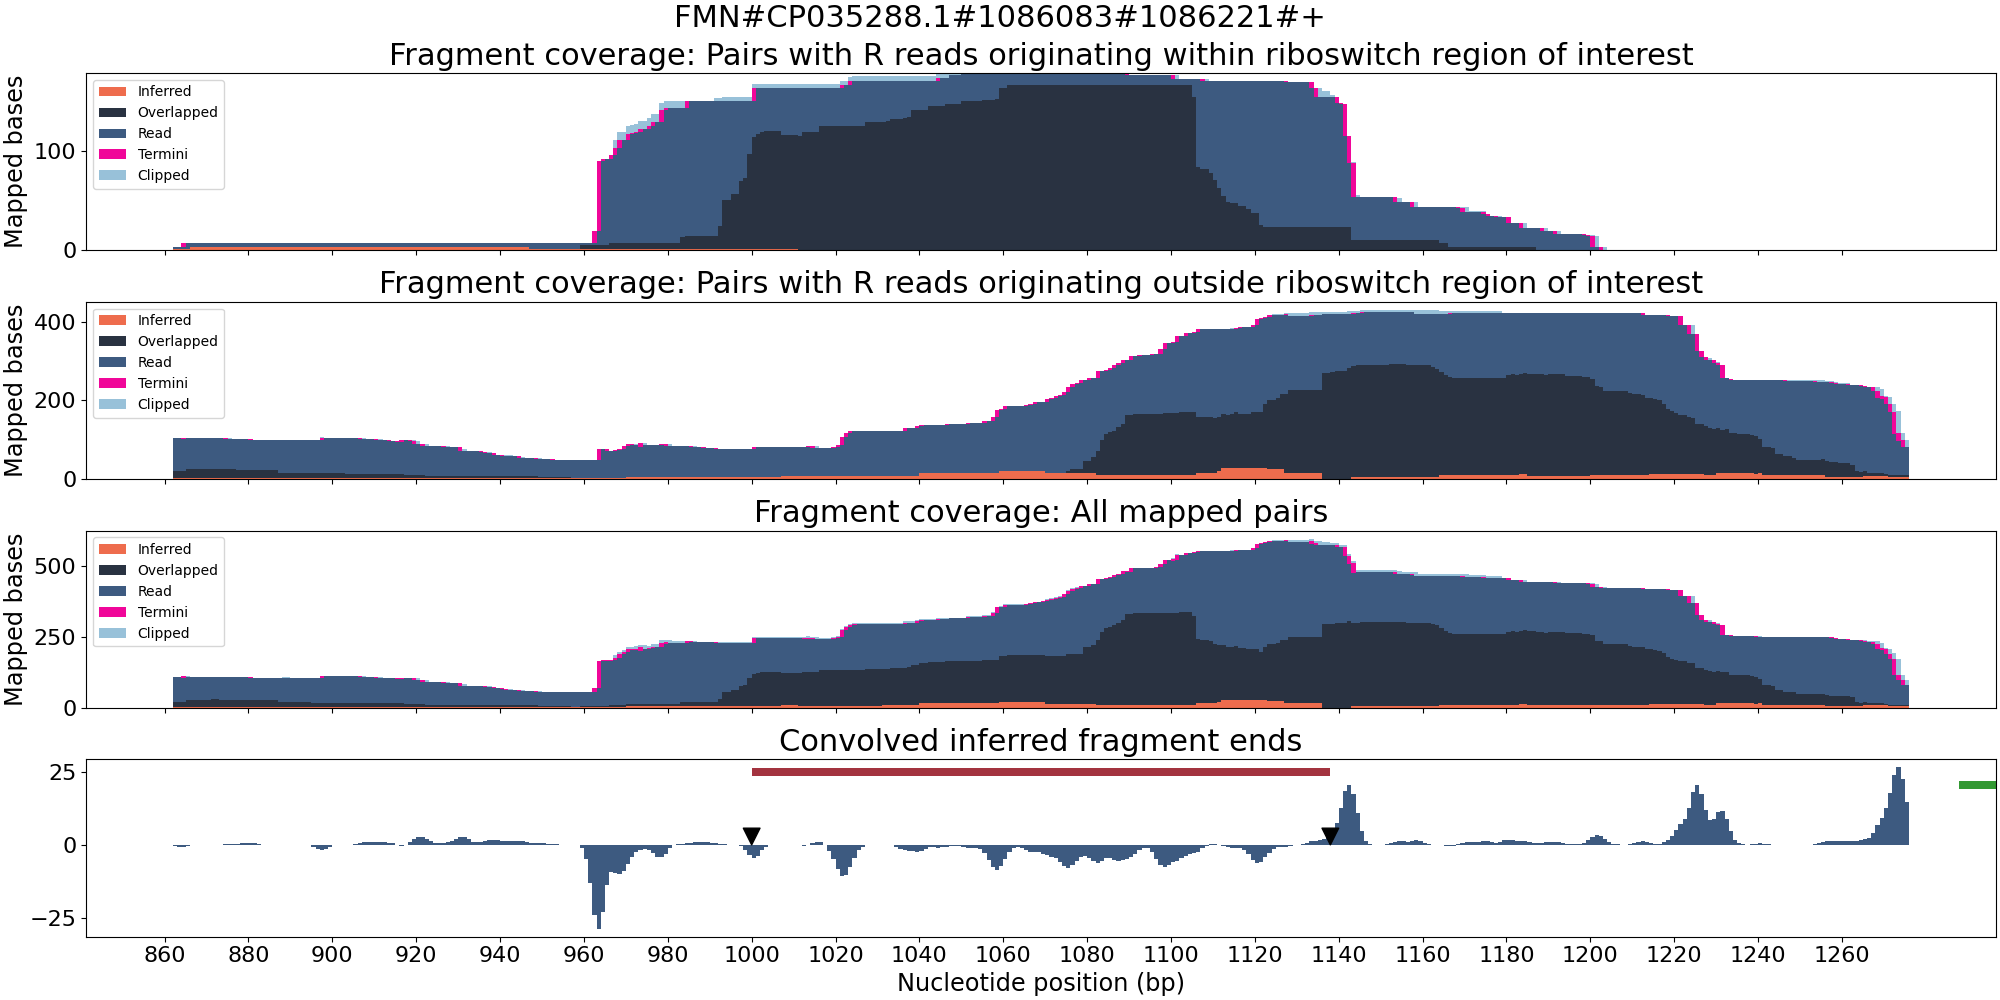 FMN#CP035288.1#1086083#1086221#+
Fragment coverage: Pairs with R reads originating within riboswitch region of interest
Mapped bases
100
0
Inferred
Overlapped
Read
Termini
Clipped
Fragment coverage: Pairs with R reads originating outside riboswitch region of interest
Mapped bases
400
200
0
Inferred
Overlapped
Read
Termini
Clipped
Fragment coverage: All mapped pairs
Mapped bases
500
250
0
Inferred
Overlapped
Read
Termini
Clipped
Convolved inferred fragment ends
25
0
−25
860 880 900 920 940 960 980 1000 1020 1040 1060 1080 1100 1120 1140 1160 1180 1200 1220 1240 1260
Nucleotide position (bp)